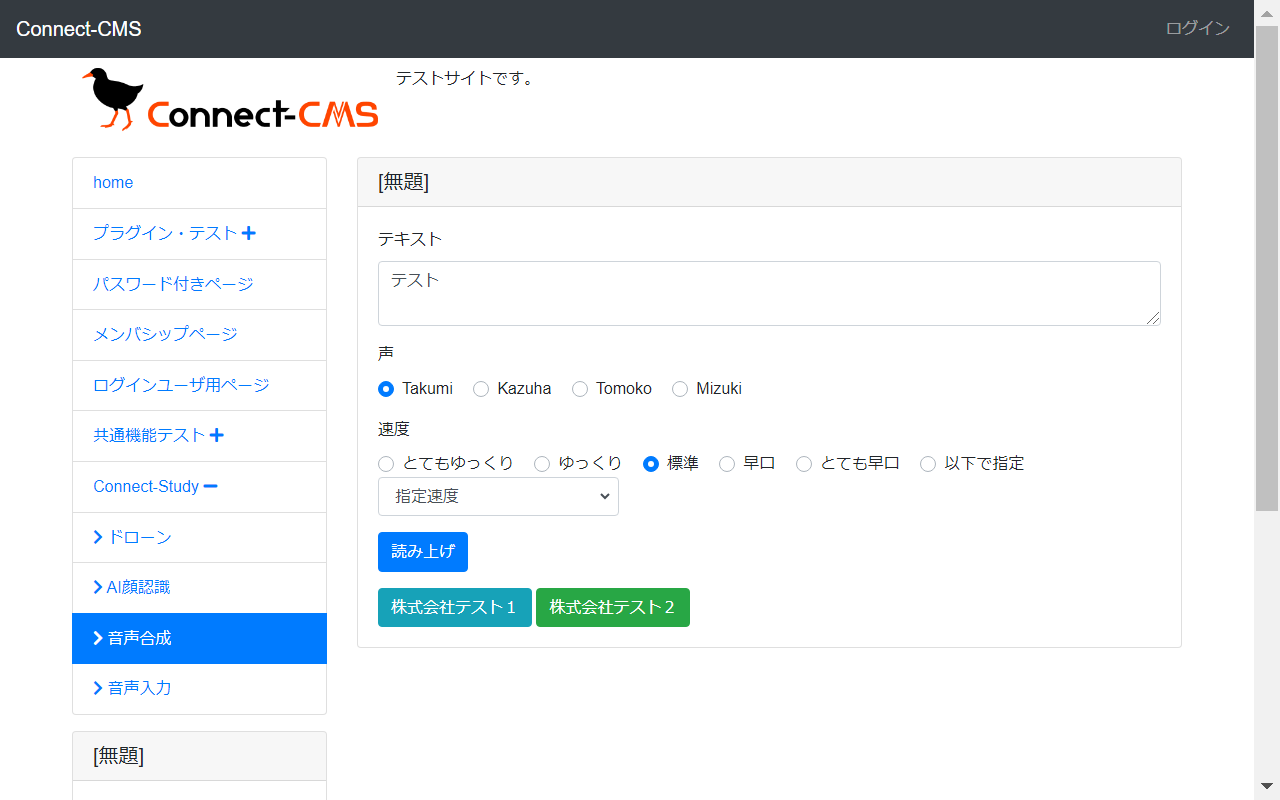 Connect-CMS
ログイン
Connect-CMS
テストサイトです。
home
プラグイン・テスト
パスワード付きページ
メンバシップページ
ログインユーザ用ページ
共通機能テスト
Connect-Study
ドローン
AI顔認識
音声合成
音声入力
[無題]
[無題]
テキスト
テスト
声
Takumi Kazuha Tomoko Mizuki
速度
とてもゆっくり ゆっくり 標準 早口 とても早口 以下で指定
指定速度
読み上げ
株式会社テスト１ 株式会社テスト２